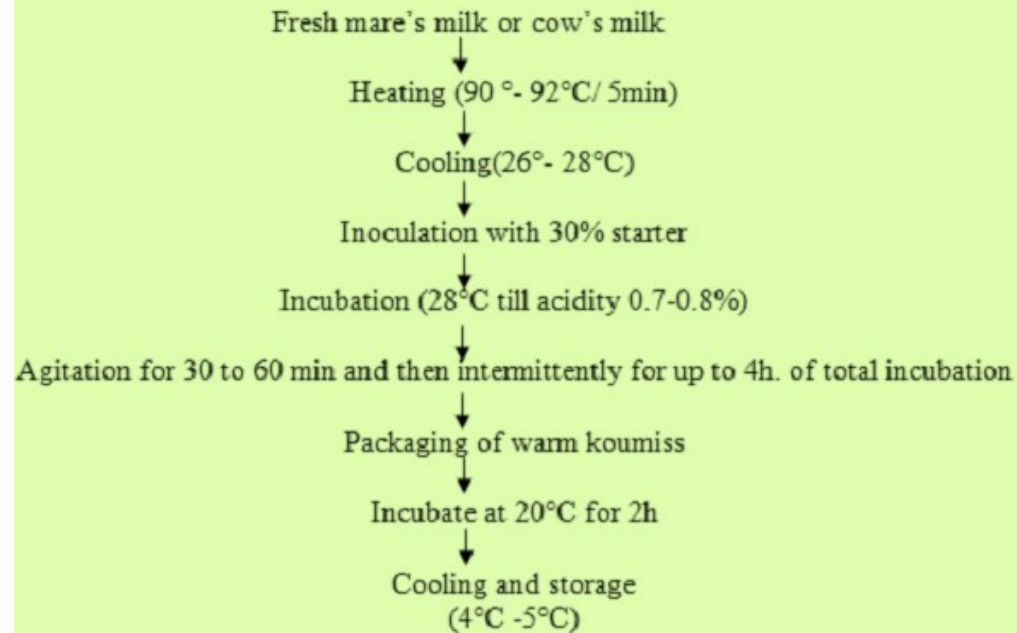 Fresh mare's milk or cow's milk
Heating (90 °- 92°C/ 5min)
Cooling(26°- 28°C)
Inoculation with 30% starter
Incubation (28°C till acidity 0.7-0.8%)
Agitation for 30 to 60 min and then intermittently for up to 4h. of total incubation
Packaging of warm koumiss
Incubate at 20°C for 2h
Cooling and storage
(4°C -5°C)